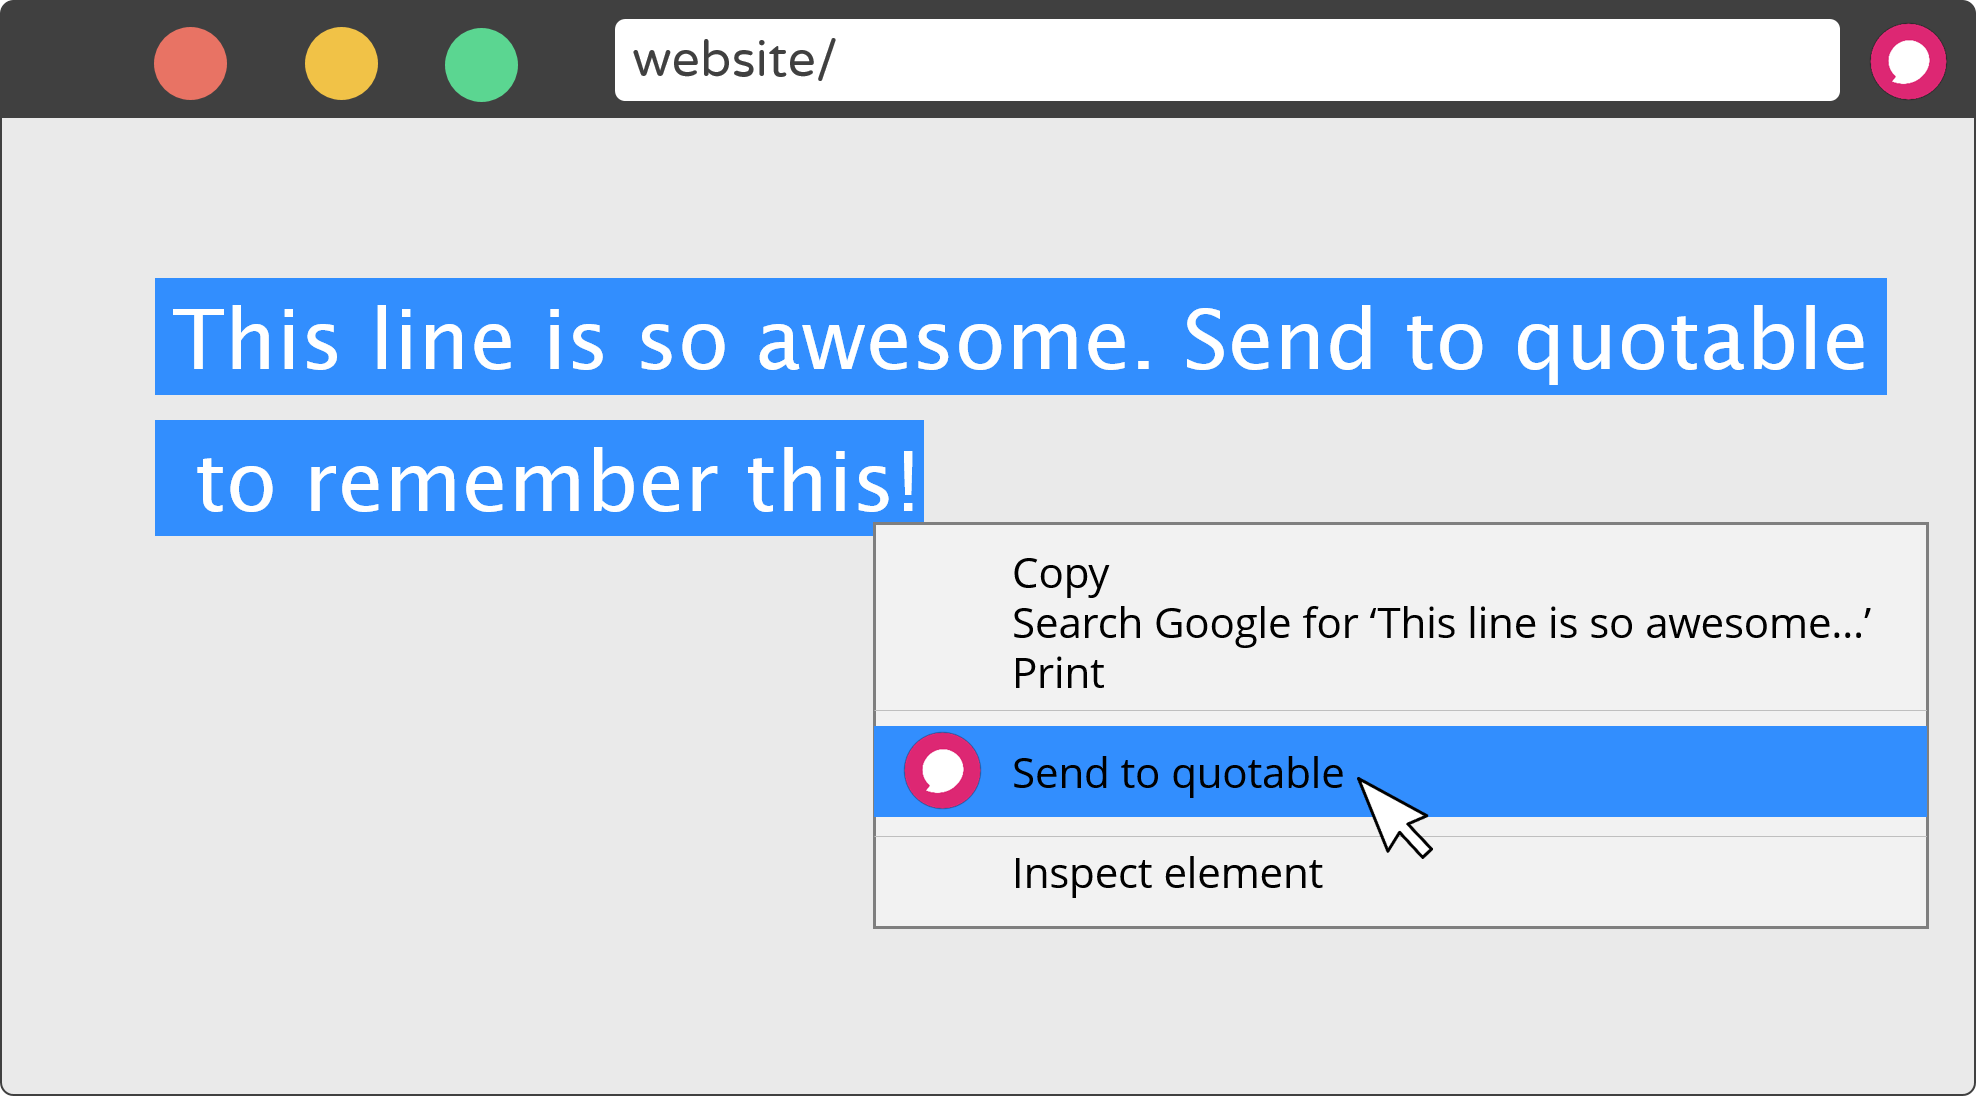 website/
This line is so awesome. Send to quotable
to remember this!
Copy
Search Google for ‘This line is so awesome...’
Print
Send to quotable
Inspect element